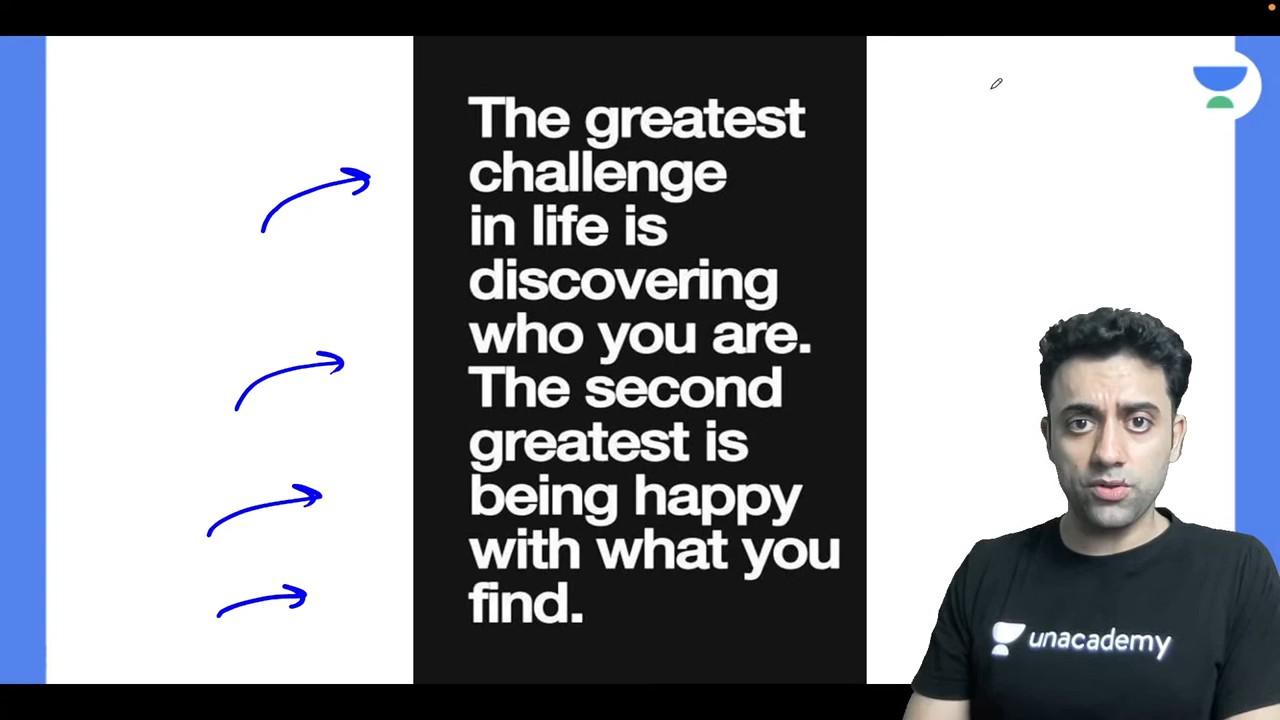 The greatest
challenge
in life is
discovering
who you are.
The second
greatest is
being happy
with what you
find.
unacademy